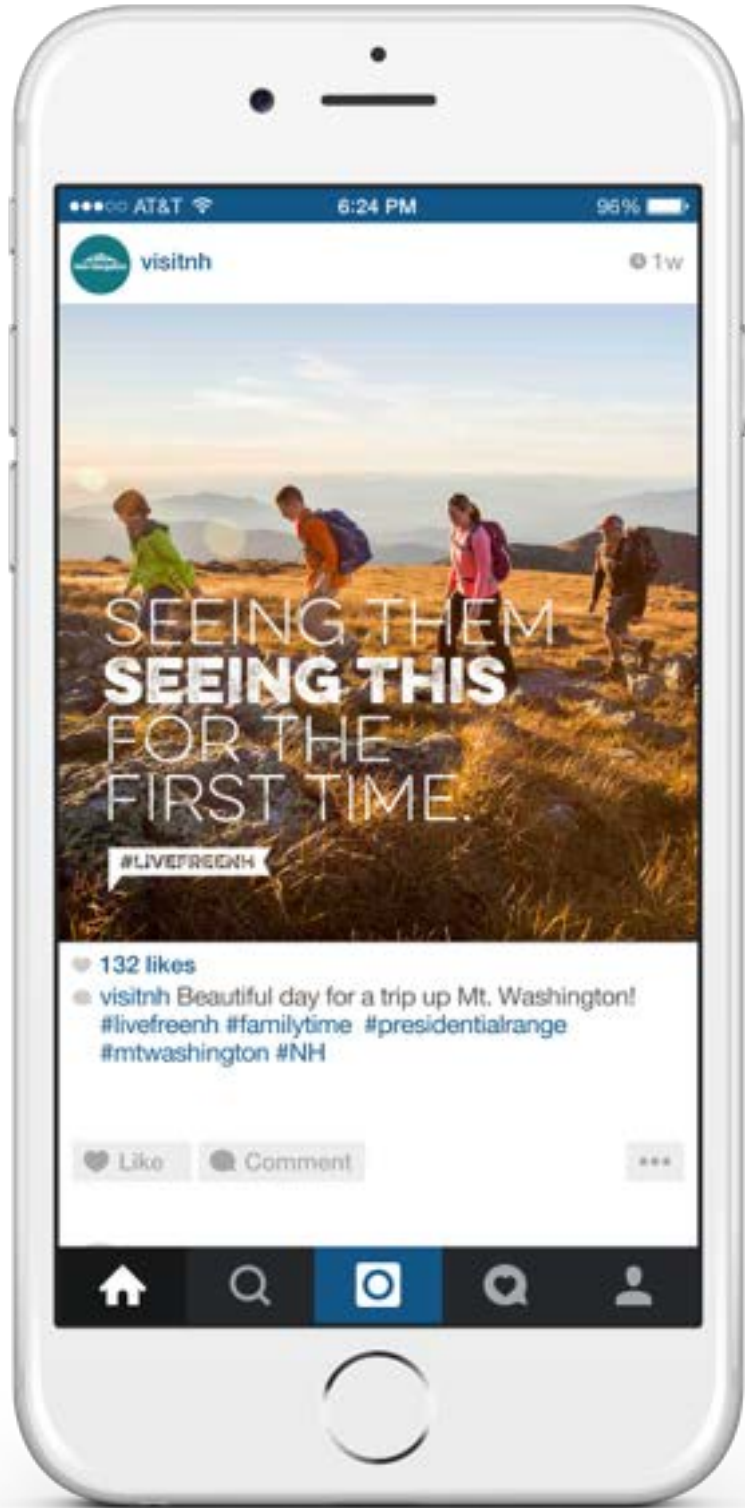 AT&T 6:24 PM 96%
visitnh 1w
SEEING THEM
SEEING THIS
FOR THE
FIRST TIME.
#LIVEFREENH
132 likes
visitnh Beautiful day for a trip up Mt. Washington!
#livefreenh #familytime #presidentialrange
#mtwashington #NH
Like Comment